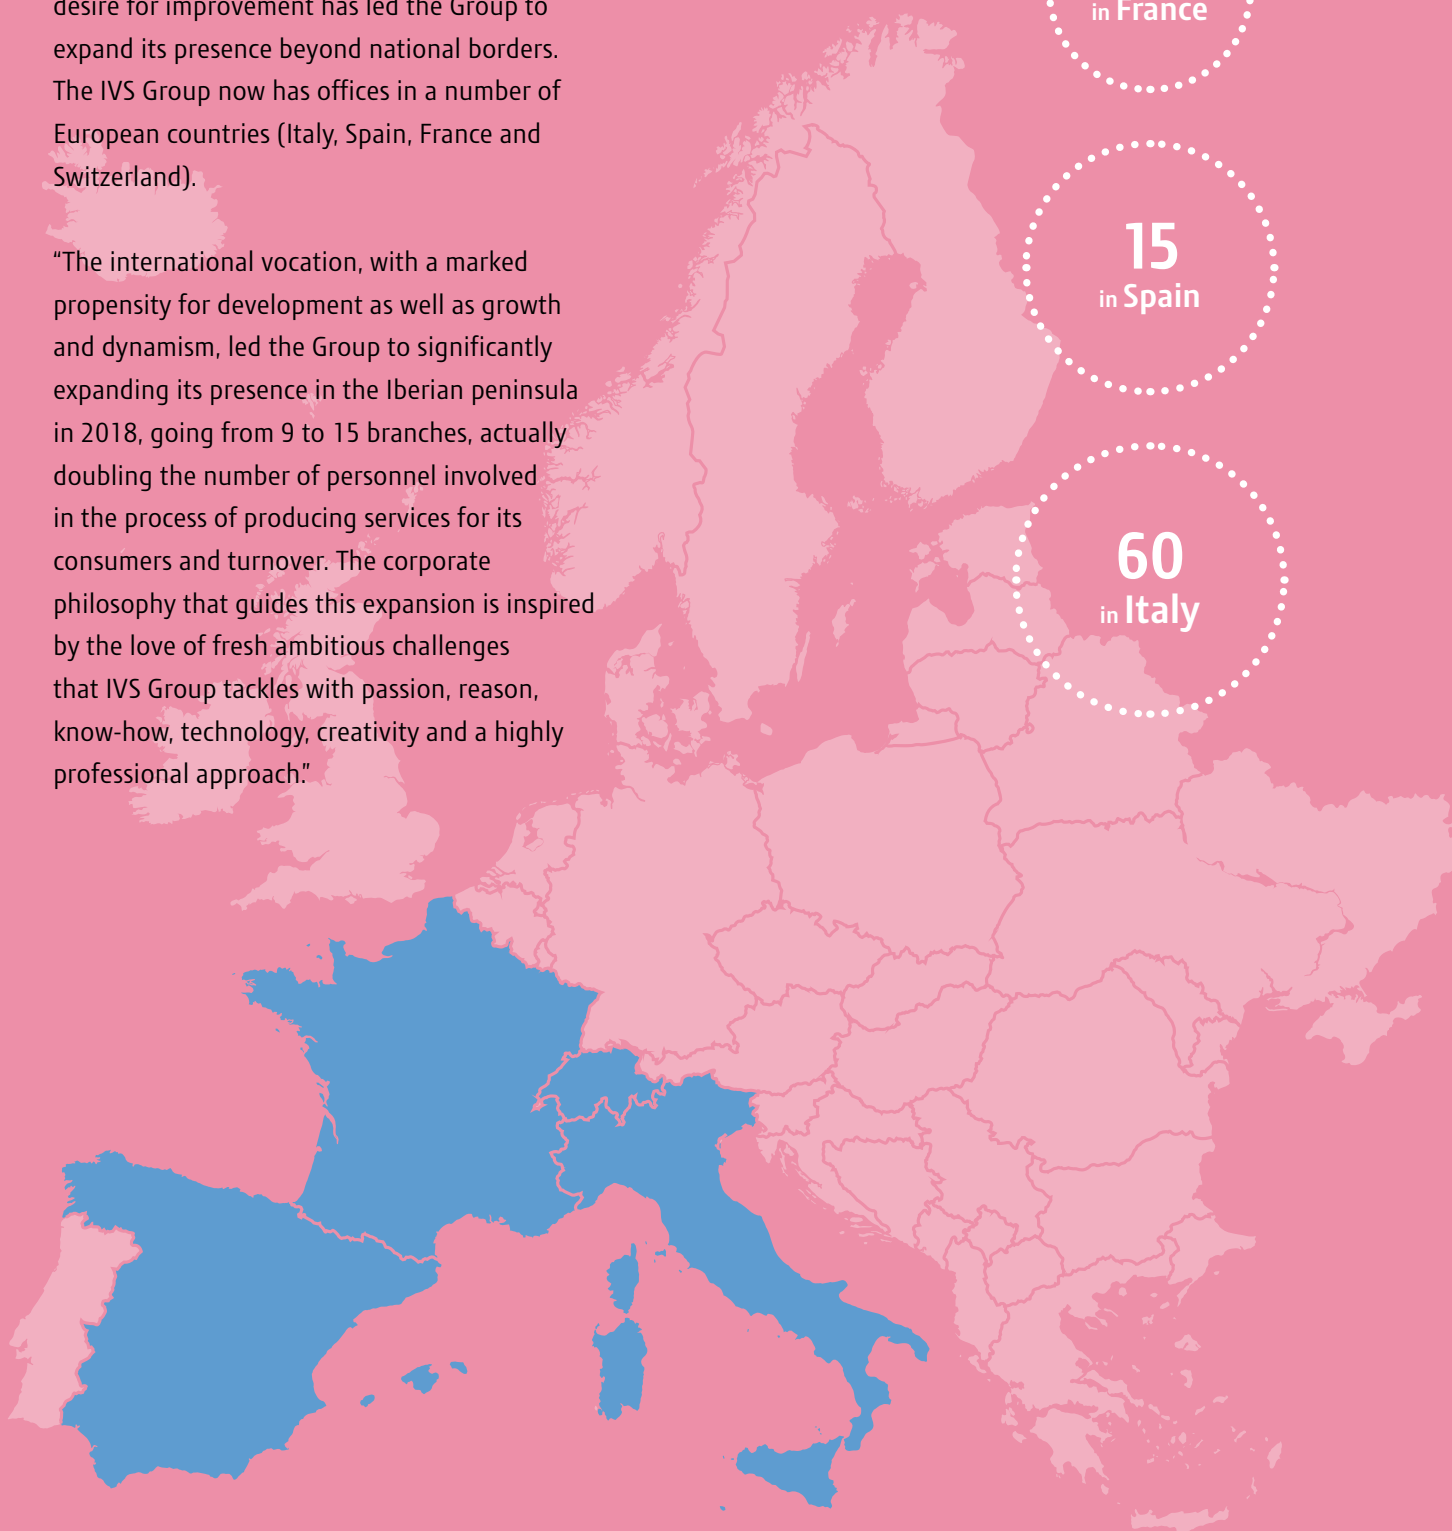 desire for improvement has led the Group to
expand its presence beyond national borders.
The IVS Group now has offices in a number of
European countries (Italy, Spain, France and
Switzerland).
“The international vocation, with a marked
propensity for development as well as growth
and dynamism, led the Group to significantly
expanding its presence in the Iberian peninsula
in 2018, going from 9 to 15 branches, actually
doubling the number of personnel involved
in the process of producing services for its
consumers and turnover. The corporate
philosophy that guides this expansion is inspired
by the love of fresh ambitious challenges
that IVS Group tackles with passion, reason,
know-how, technology, creativity and a highly
professional approach.”
in France
15
in Spain
60
in Italy